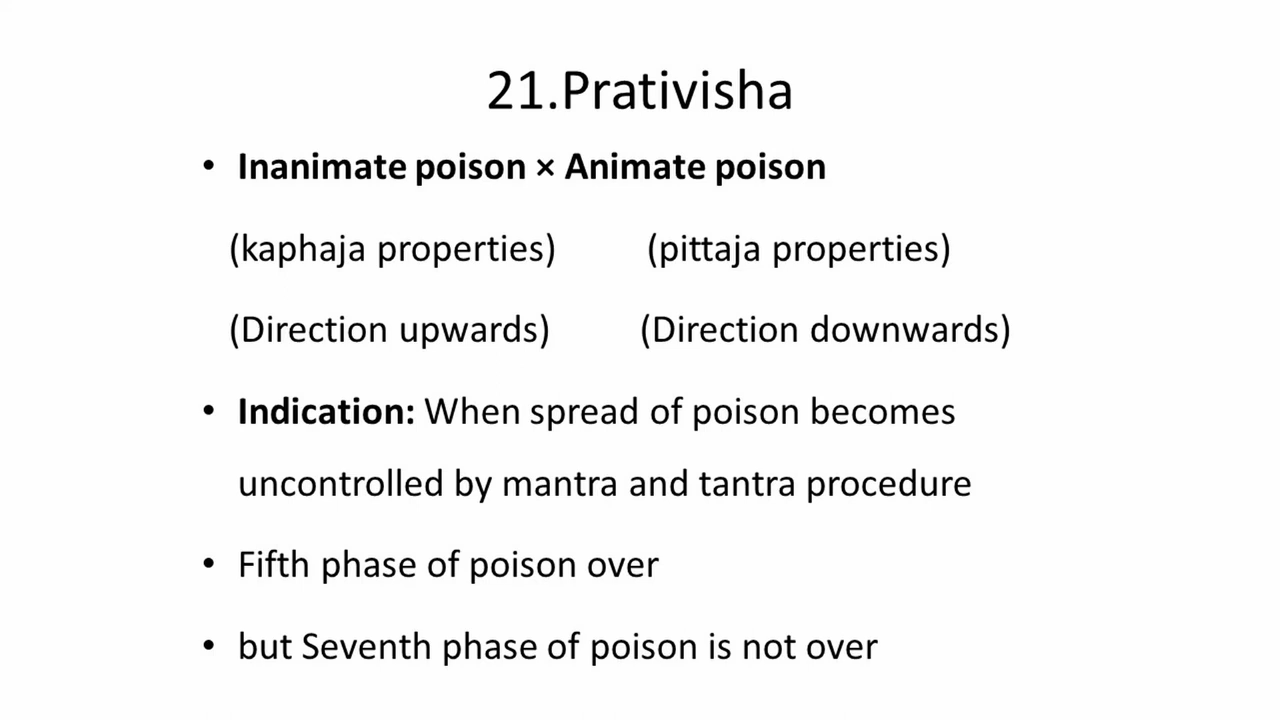 21.Prativisha
• Inanimate poison × Animate poison
(kaphaja properties) (pittaja properties)
(Direction upwards) (Direction downwards)
• Indication: When spread of poison becomes
uncontrolled by mantra and tantra procedure
• Fifth phase of poison over
• but Seventh phase of poison is not over